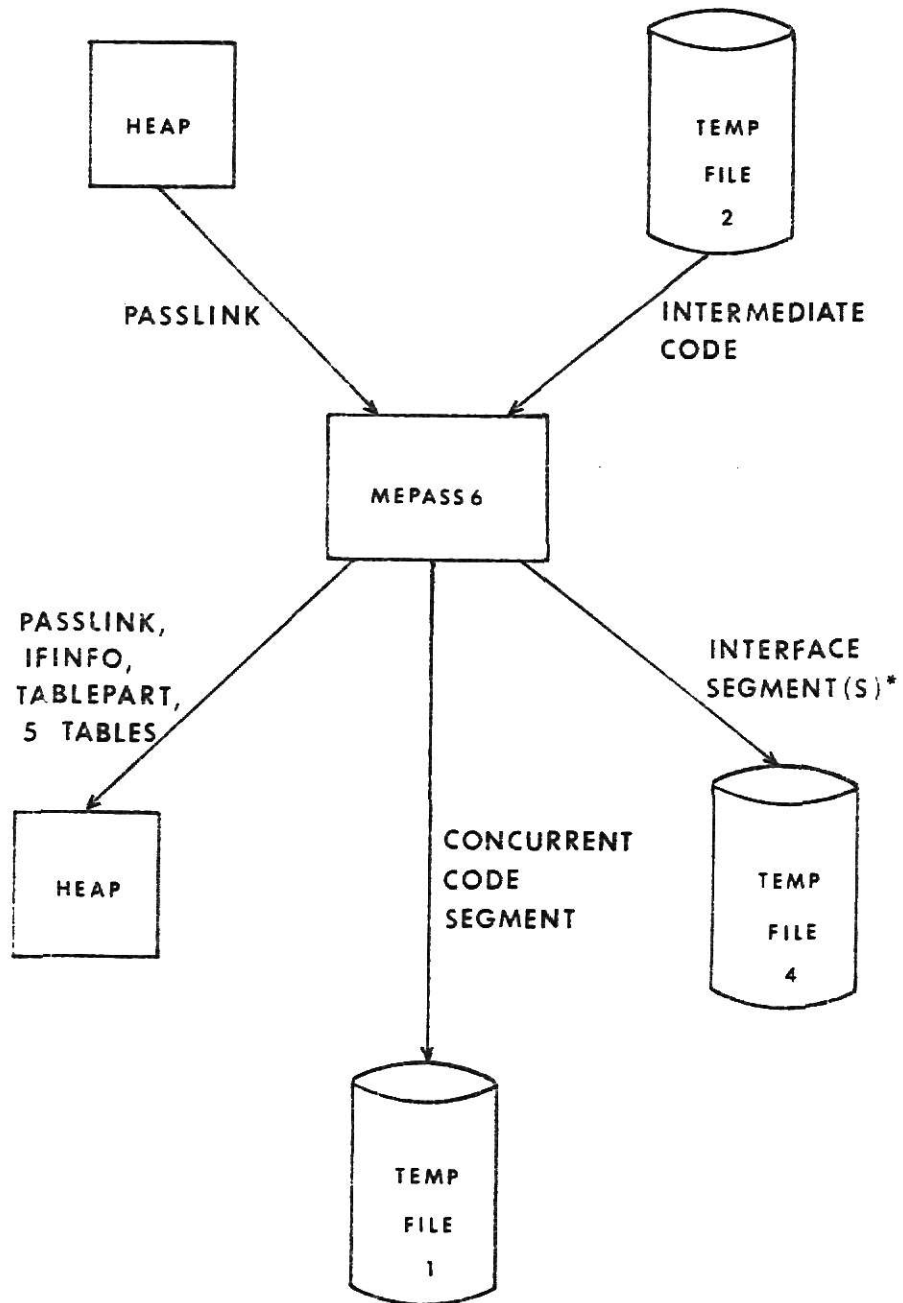 HEAP
TEMP
FILE
2
PASSLINK
INTERMEDIATE
CODE
MEPASS6
PASSLINK,
IFINFO,
TABLEPART,
5 TABLES
INTERFACE
SEGMENT(S)*
HEAP
CONCURRENT
CODE
SEGMENT
TEMP
FILE
4
TEMP
FILE
1